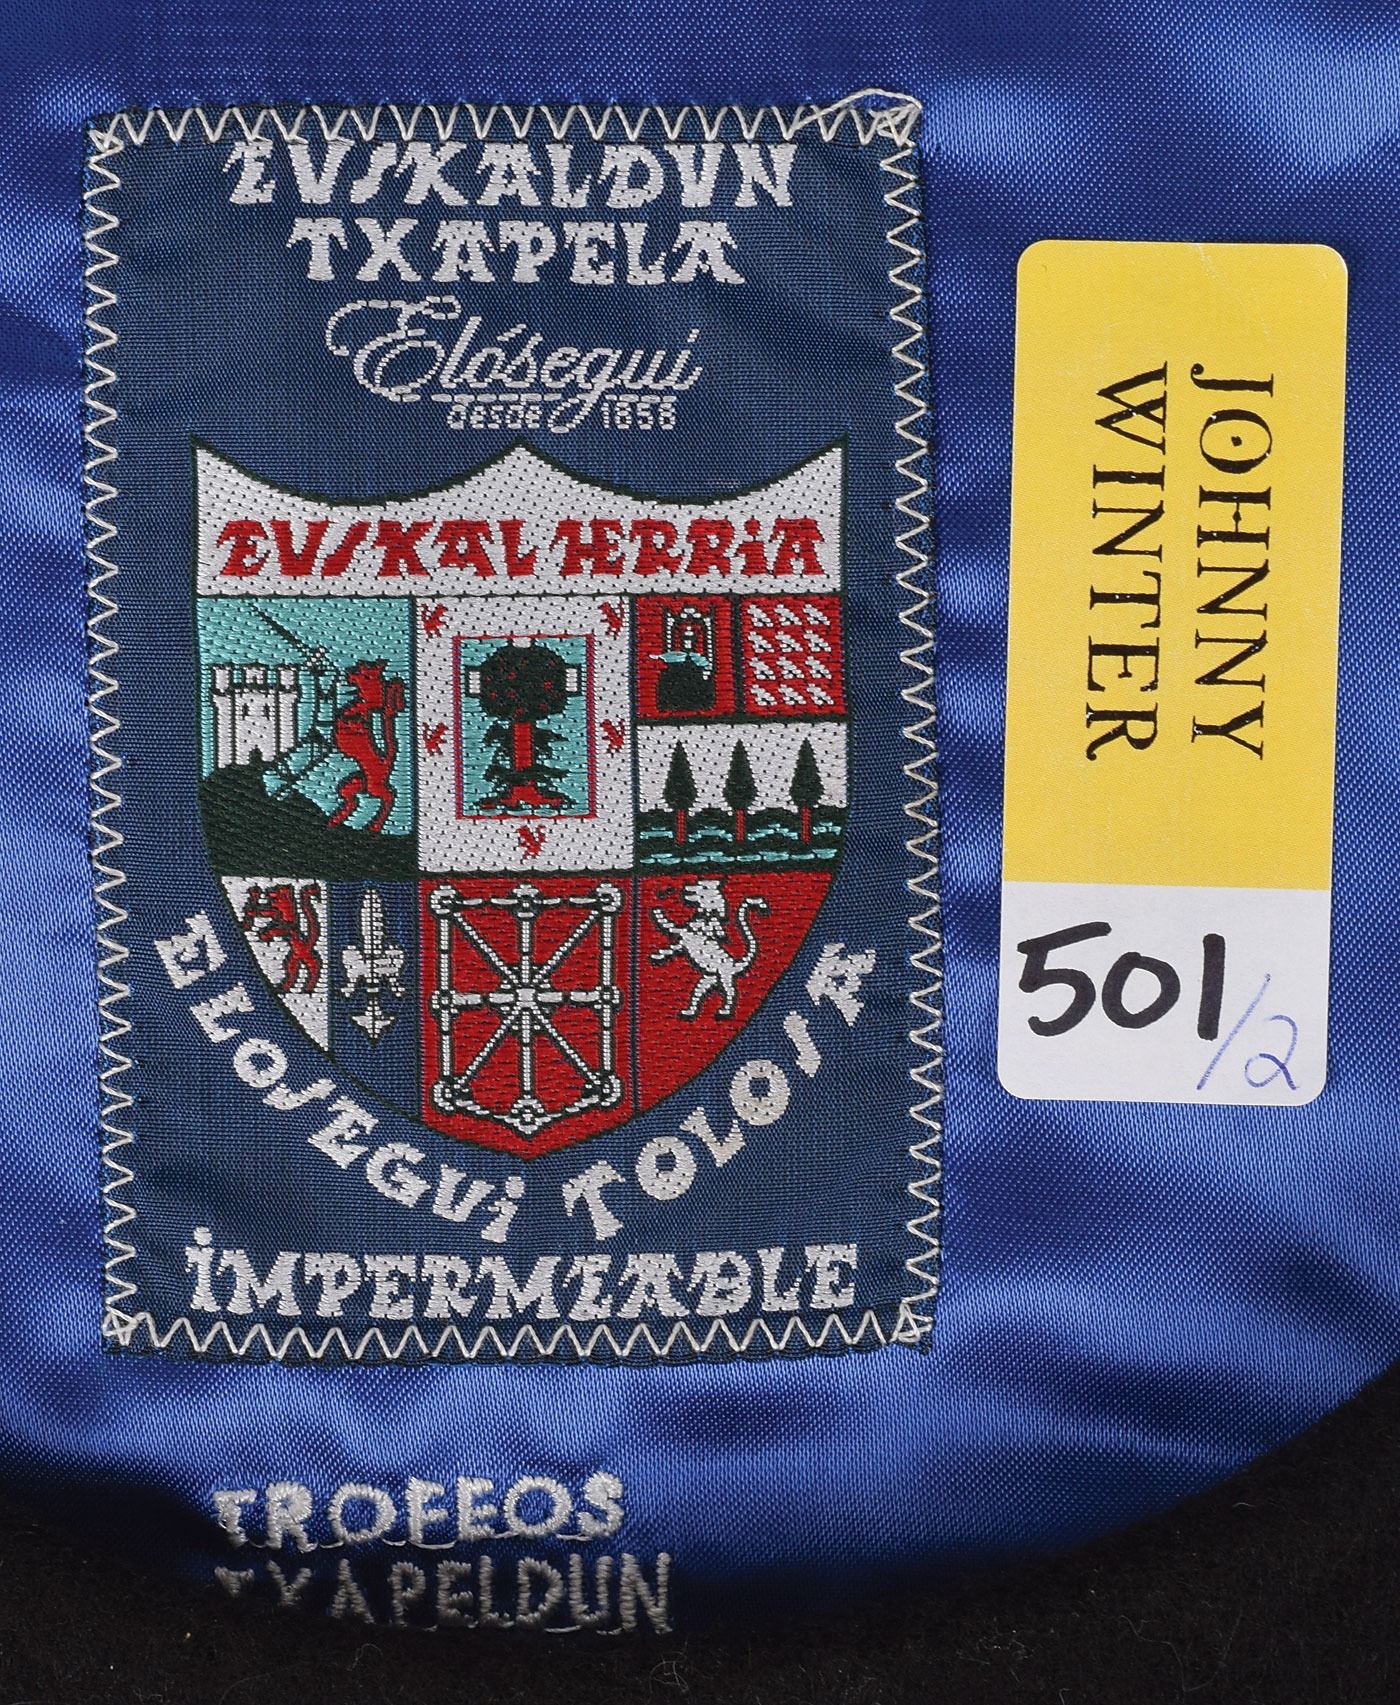 EUSKALDUN
TXAPELA
Elósegui
desde 1858
EUSKAL HERRIA
ELOSEGUI TOLOSA
IMPERMEABLE
TROFEOS
TXAPELDUN
JOHNNY
WINTER
501/2